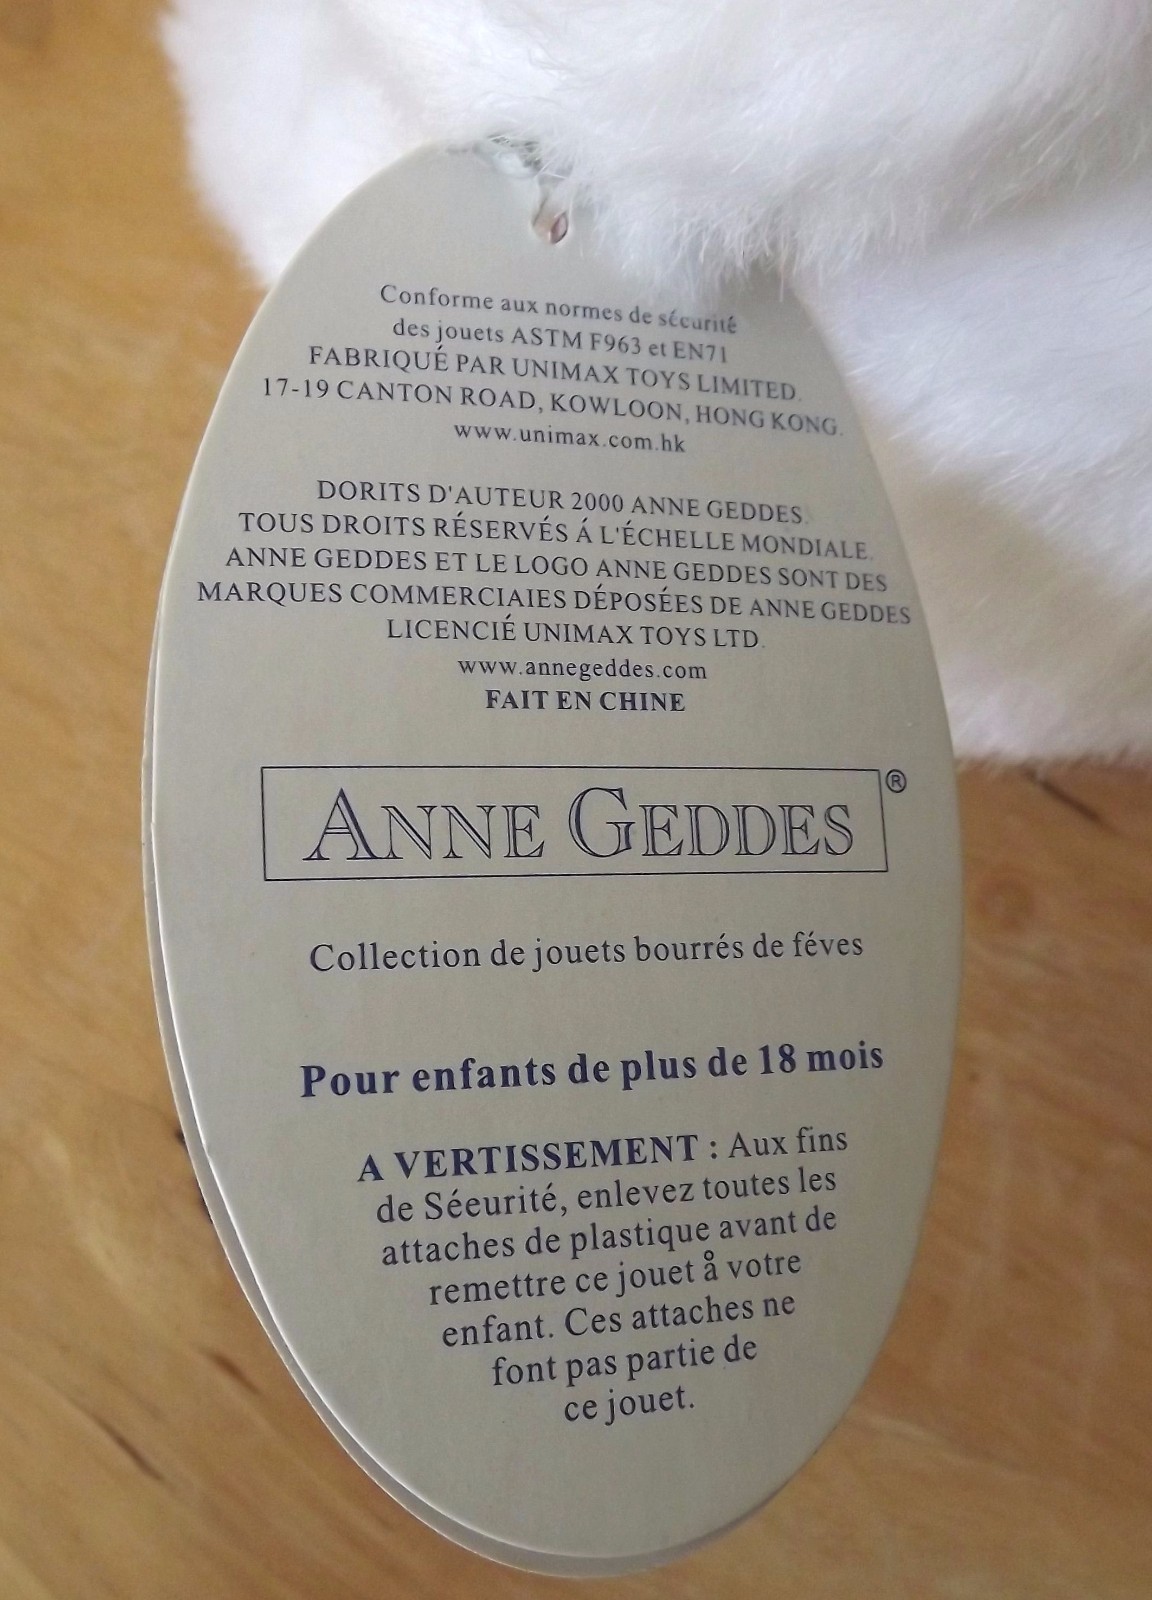 Conforme aux normes de sécurité
des jouets ASTM F963 et EN71
FABRIQUÉ PAR UNIMAX TOYS LIMITED.
17-19 CANTON ROAD, KOWLOON, HONG KONG.
www.unimax.com.hk
DORITS D'AUTEUR 2000 ANNE GEDDES.
TOUS DROITS RÉSERVÉS Á L'ÉCHELLE MONDIALE.
ANNE GEDDES ET LE LOGO ANNE GEDDES SONT DES
MARQUES COMMERCIAIES DÉPOSÉES DE ANNE GEDDES
LICENCIÉ UNIMAX TOYS LTD.
www.annegeddes.com
FAIT EN CHINE
ANNE GEDDES®
Collection de jouets bourrés de féves
Pour enfants de plus de 18 mois
A VERTISSEMENT : Aux fins
de Séeurité, enlevez toutes les
attaches de plastique avant de
remettre ce jouet å votre
enfant. Ces attaches ne
font pas partie de
ce jouet.